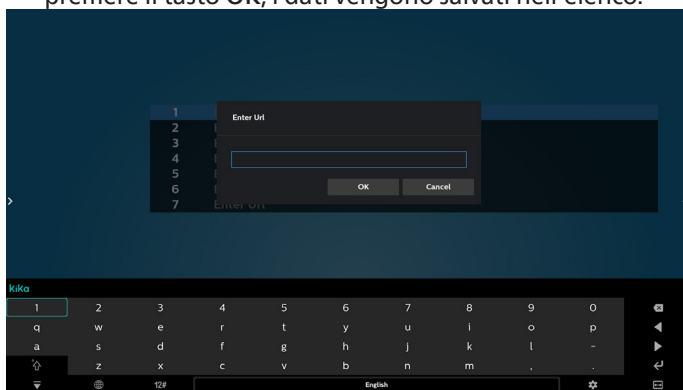 premere il tasto OK, i dati vengono salvati nell'elenco.
1
Enter Url
2
3
4
5
OK Cancel
6
7 Enter Url
kika
1 2 3 4 5 6 7 8 9 0
q w e r t y u i o p
a s d f g h j k l -
z x c v b n m , .
12# English